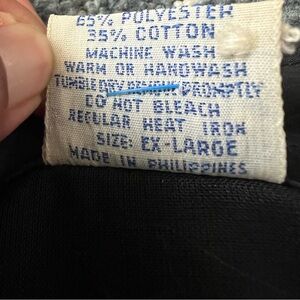 65% POLYESTER
35% COTTON
MACHINE WASH
WARM OR HANDWASH
TUMBLE DRY REMOVE PROMPTLY
DO NOT BLEACH
REGULAR HEAT IRON
SIZE: EX-LARGE
MADE IN PHILIPPINES